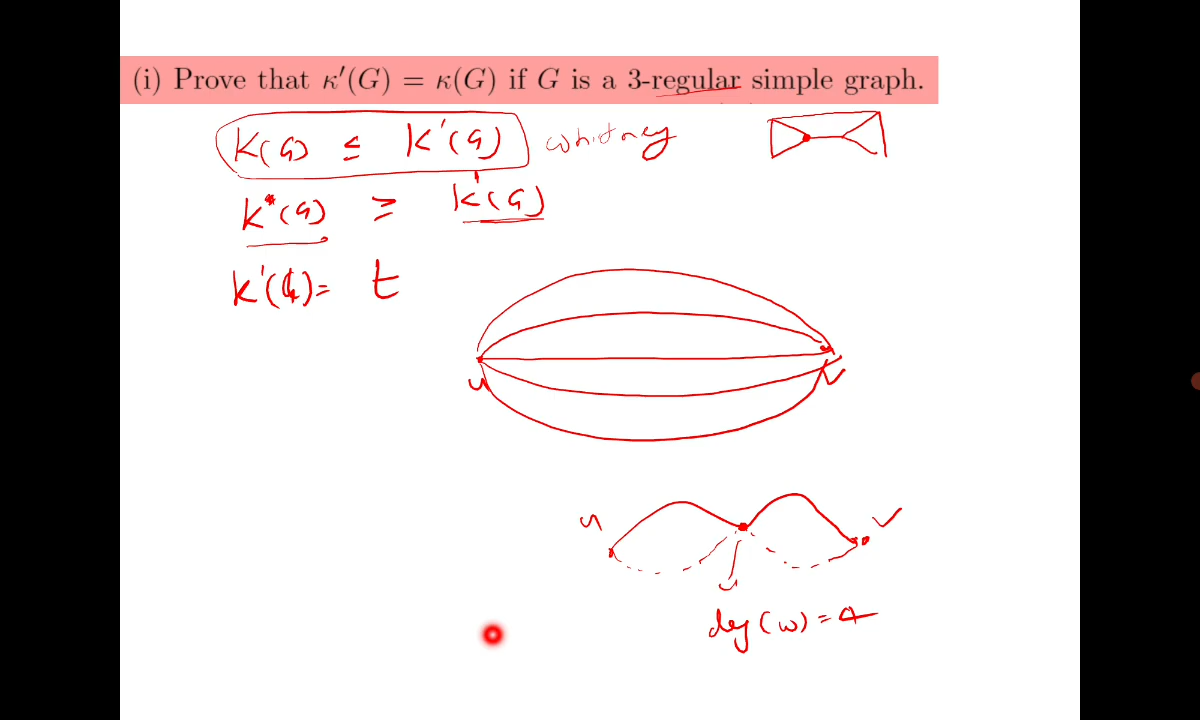 (i) Prove that κ′(G) = κ(G) if G is a 3-regular simple graph.
K(G) ≤ K'(G) whitney
K*(G) ≥ K(G)
K'(G)= t
u v
u v
w
deg(w)=4